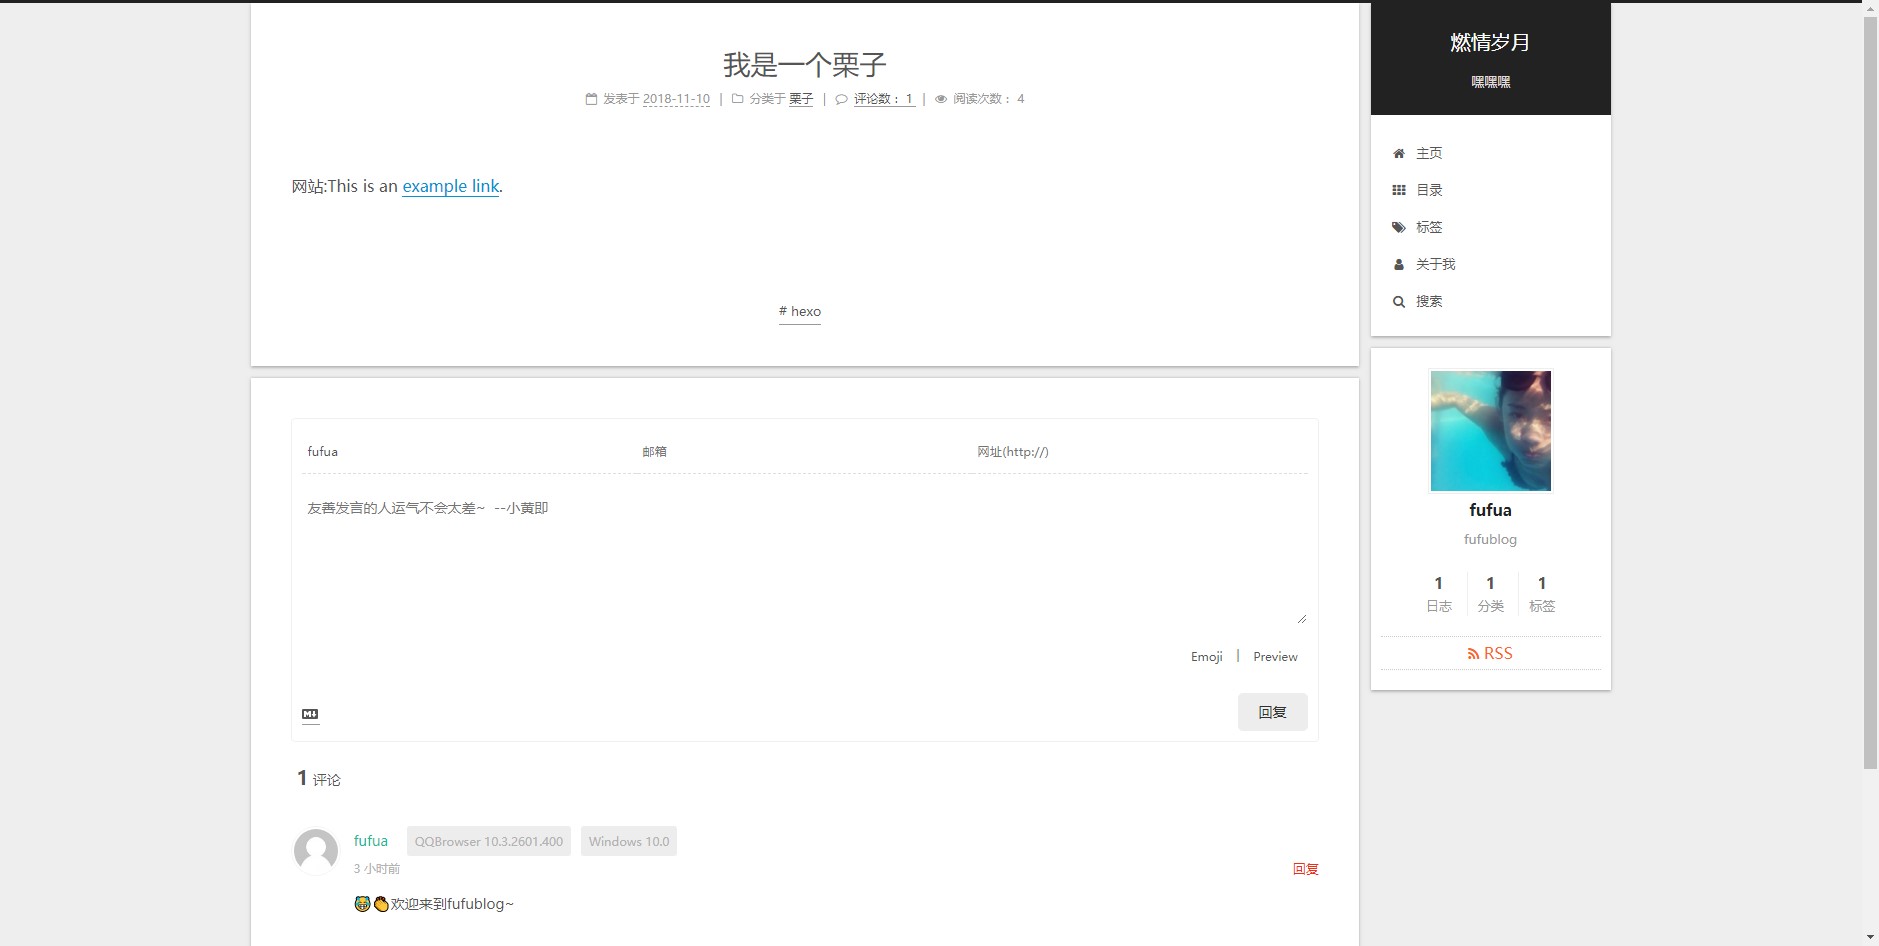 我是一个栗子
发表于 2018-11-10 | 分类于 栗子 | 评论数： 1 | 阅读次数： 4
网站:This is an example link.
# hexo
fufua 邮箱 网址(http://)
友善发言的人运气不会太差~ --小黄即
Emoji | Preview
M↓
回复
1 评论
fufua QQBrowser 10.3.2601.400 Windows 10.0
3 小时前 回复
😹👏欢迎来到fufublog~
燃情岁月
嘿嘿嘿
主页
目录
标签
关于我
搜索
fufua
fufublog
1 1 1
日志 分类 标签
RSS